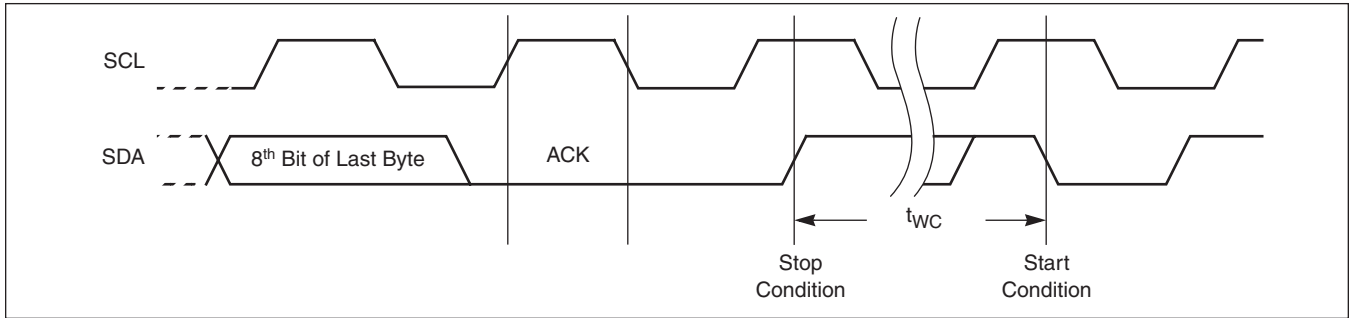 SCL
SDA
8th Bit of Last Byte
ACK
tWC
Stop
Condition
Start
Condition